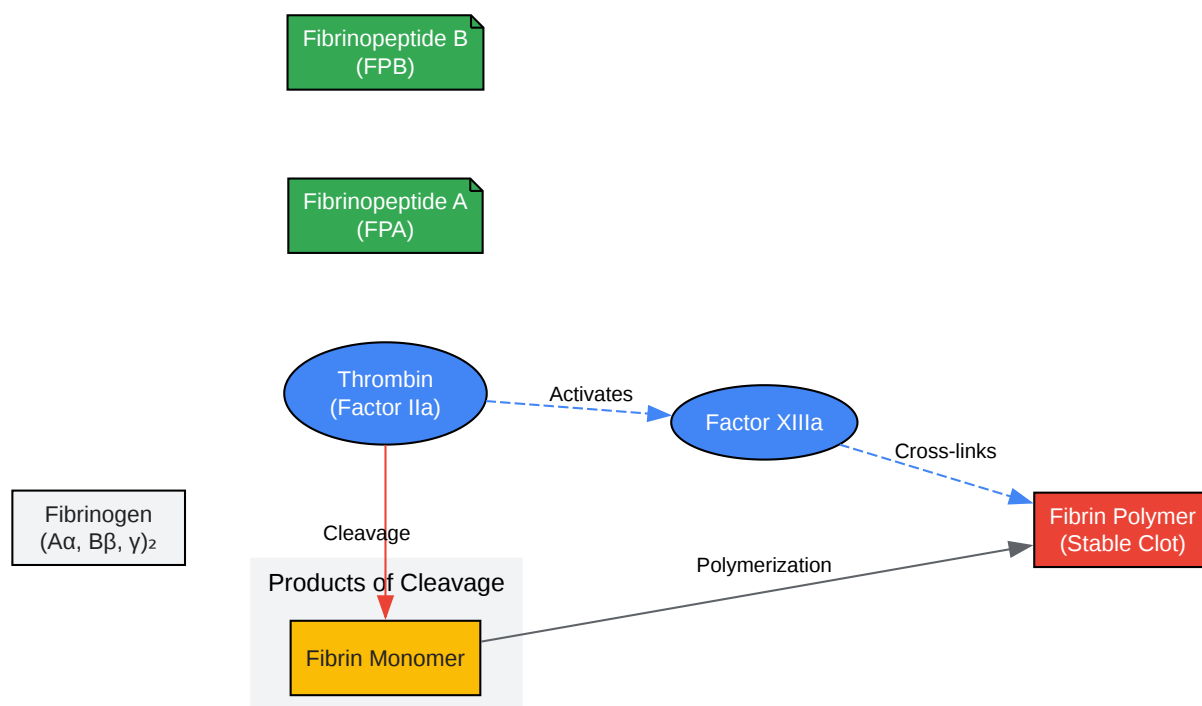 Fibrinopeptide B
(FPB)
Fibrinopeptide A
(FPA)
Thrombin
(Factor IIa)
Activates
Factor XIIIa
Cross-links
Fibrinogen
(Aα, Bβ, γ)₂
Cleavage
Fibrin Polymer
(Stable Clot)
Polymerization
Products of Cleavage
Fibrin Monomer